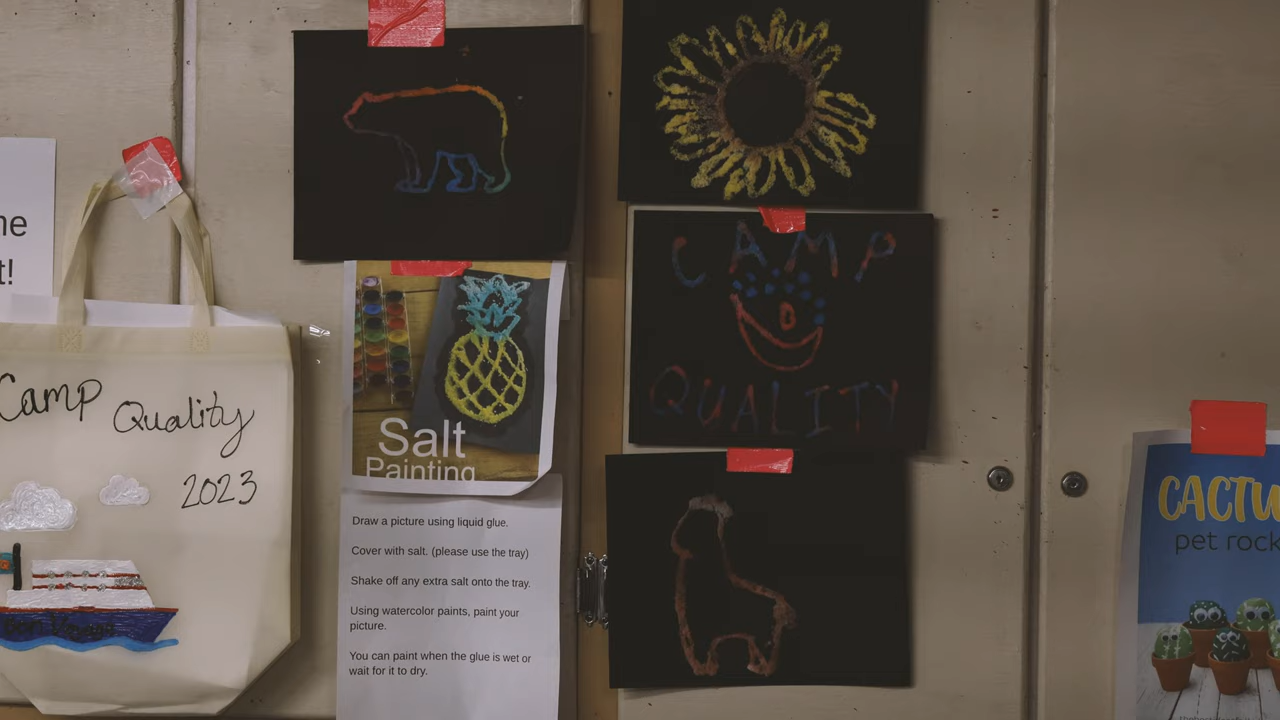 ne
t!
Camp Quality
2023
Salt
Painting
Draw a picture using liquid glue.
Cover with salt. (please use the tray)
Shake off any extra salt onto the tray.
Using watercolor paints, paint your
picture.
You can paint when the glue is wet or
wait for it to dry.
CAMP
QUALITY
CACTU
pet rock